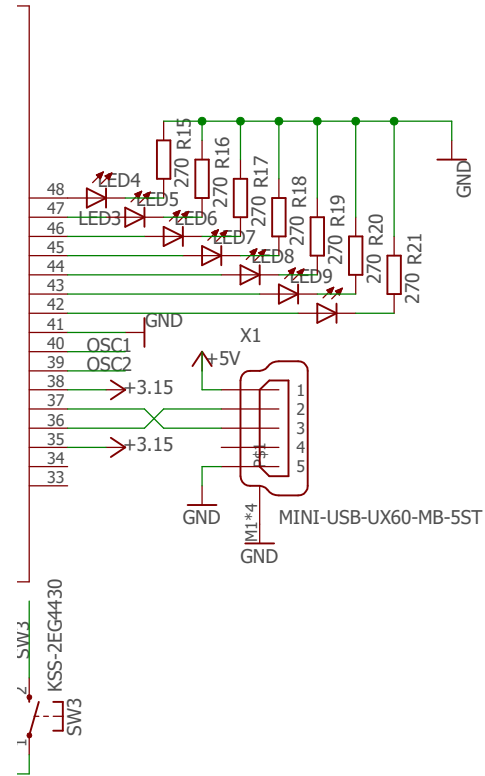 270 R15
270 R16
270 R17
270 R18
270 R19
270 R20
270 R21
GND
48
47
46
45
44
43
42
41
40
39
38
37
36
35
34
33
LED4
LED3
LED5
LED6
LED7
LED8
LED9
GND
OSC1
OSC2
+3.15
+3.15
X1
+5V
1
2
3
4
5
P$1
M1*4
GND
GND
MINI-USB-UX60-MB-5ST
SW3
KSS-2EG4430
2
1
SW3